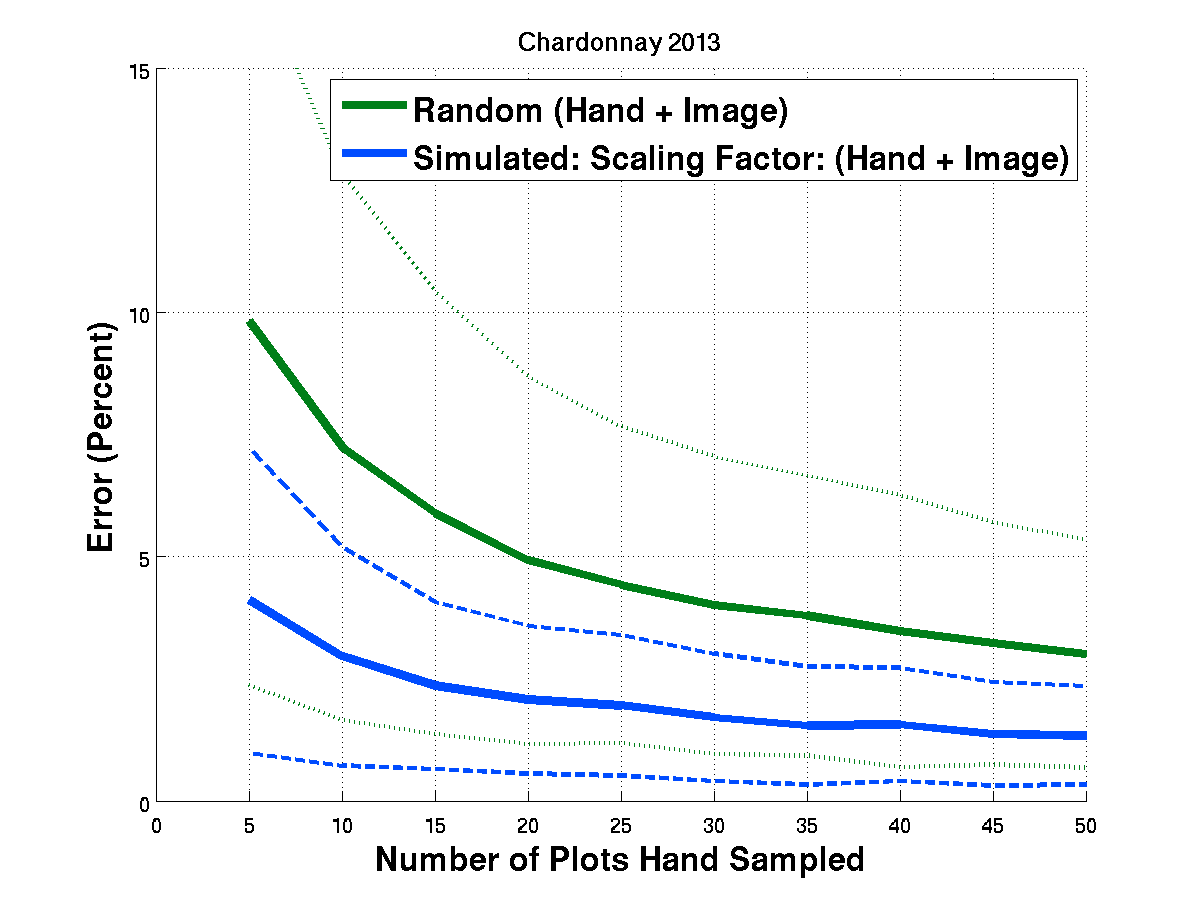 Chardonnay 2013
Random (Hand + Image)
Simulated: Scaling Factor: (Hand + Image)
15
10
5
0
Error (Percent)
0 5 10 15 20 25 30 35 40 45 50
Number of Plots Hand Sampled